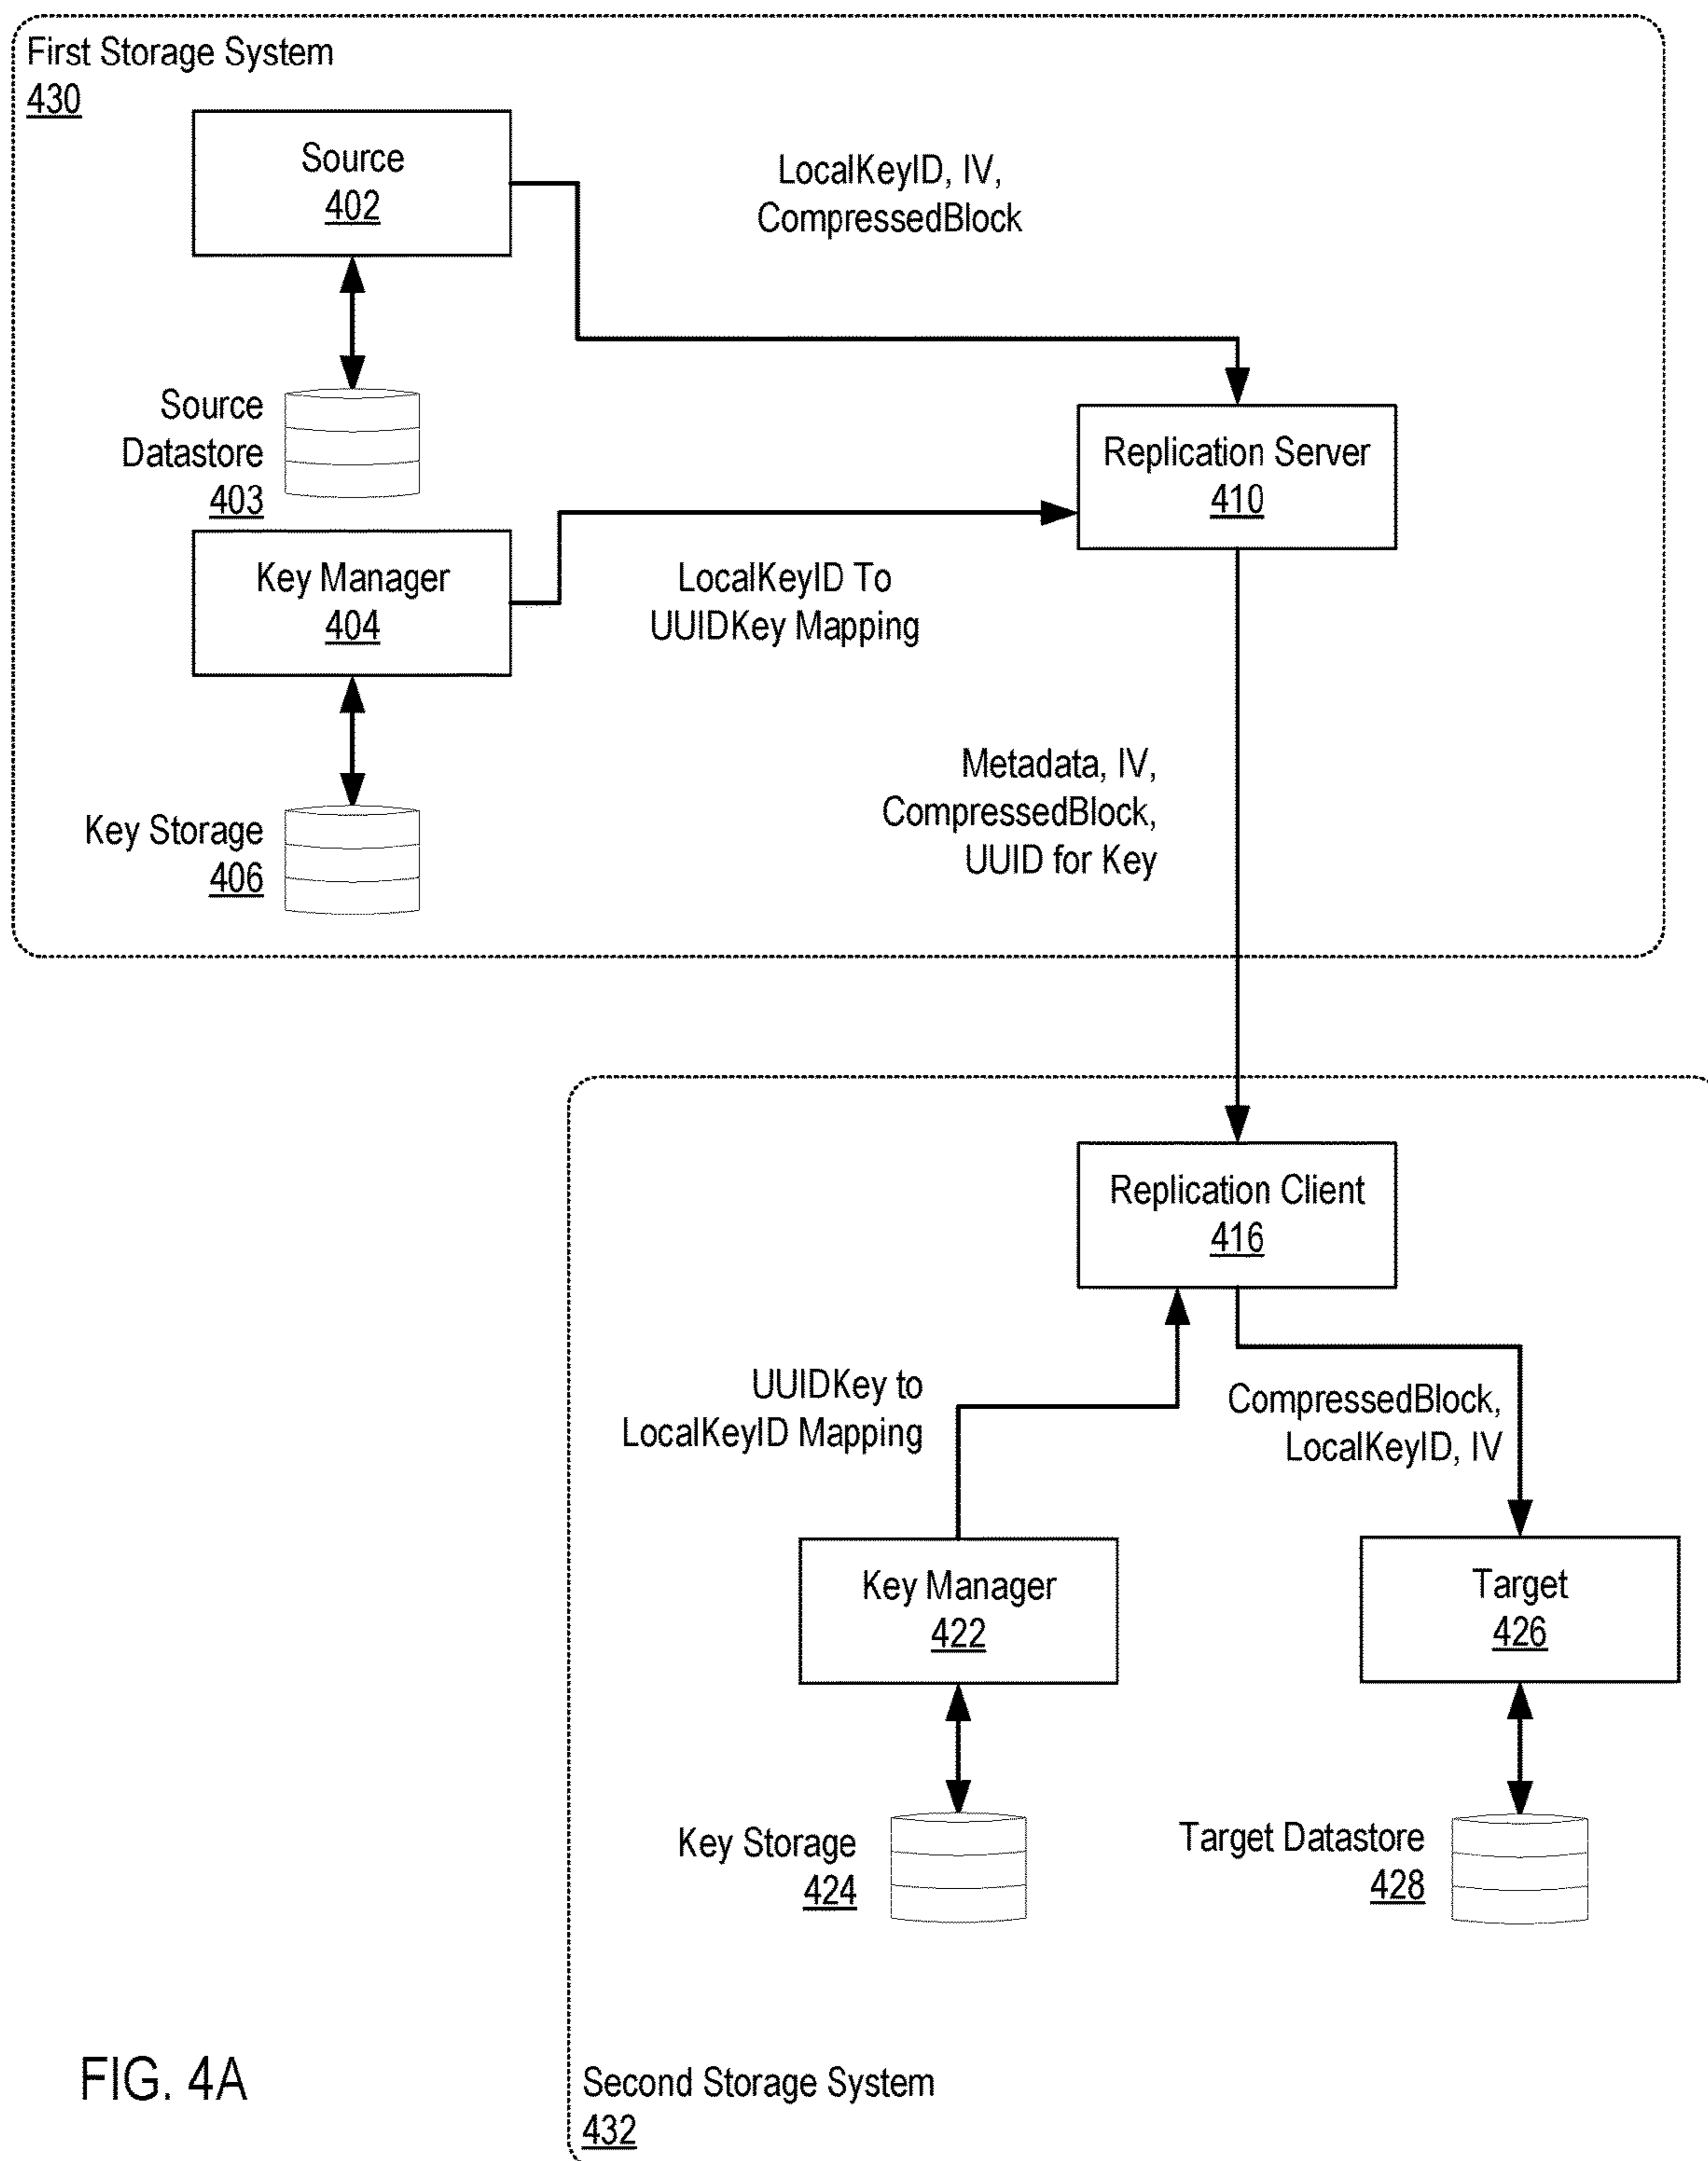 First Storage System
430
Source
402
LocalKeyID, IV,
CompressedBlock
Source
Datastore
403
Replication Server
410
Key Manager
404
LocalKeyID To
UUIDKey Mapping
Metadata, IV,
CompressedBlock,
UUID for Key
Key Storage
406
Replication Client
416
UUIDKey to
LocalKeyID Mapping
CompressedBlock,
LocalKeyID, IV
Key Manager
422
Target
426
Key Storage
424
Target Datastore
428
FIG. 4A
Second Storage System
432